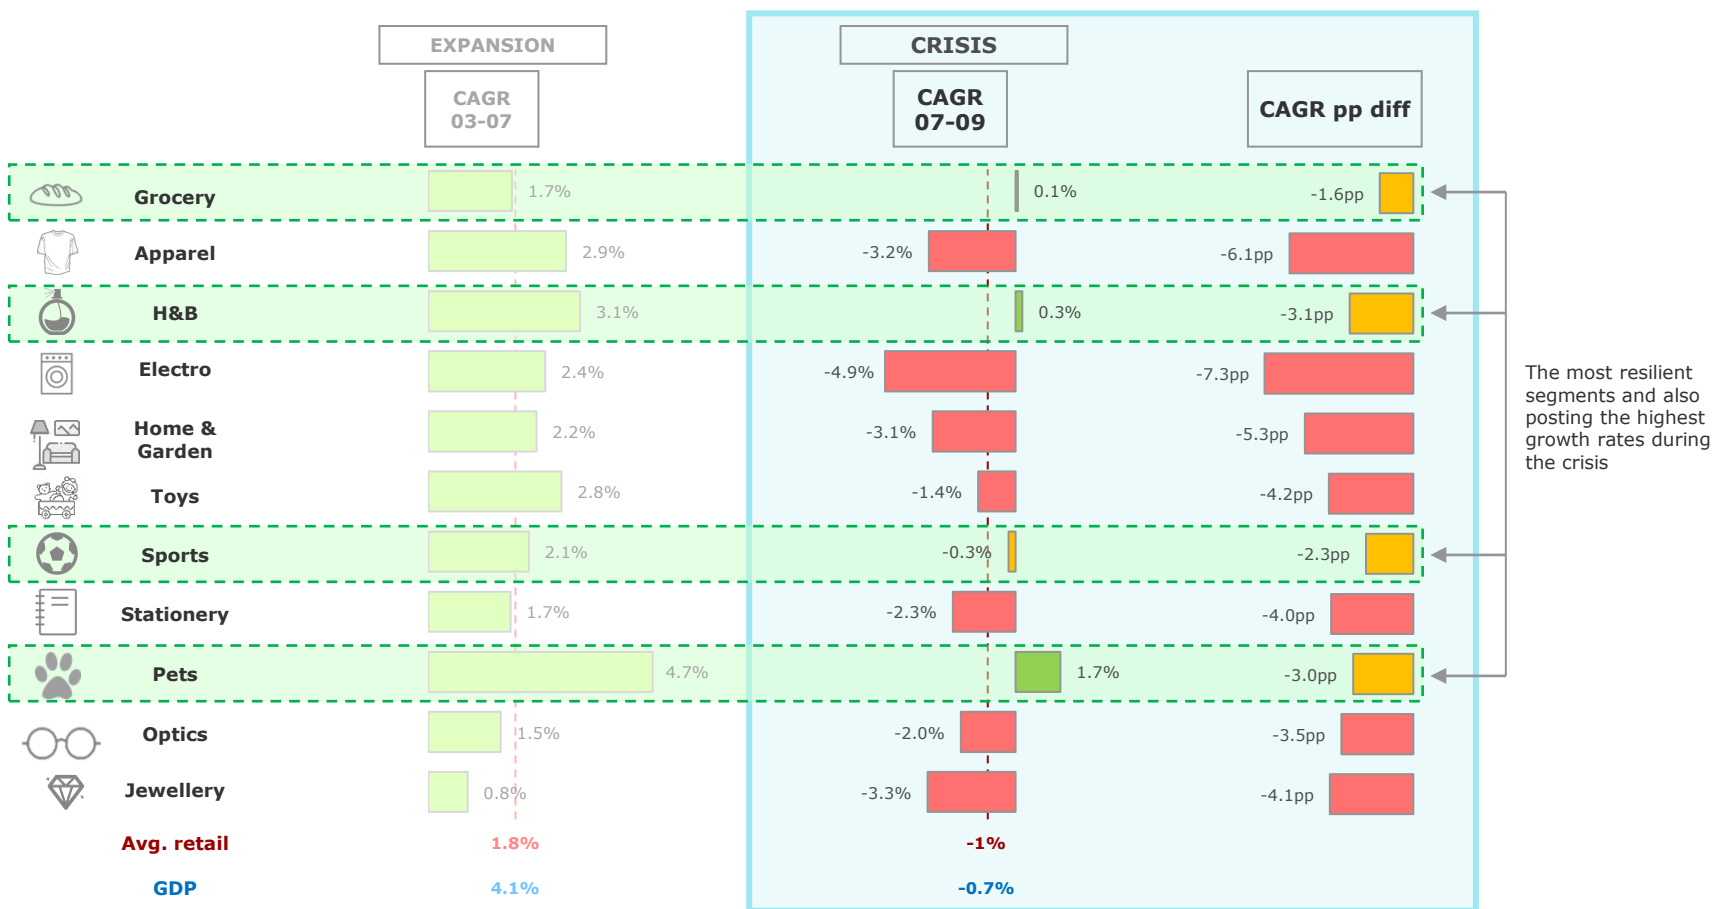 EXPANSION
CRISIS
CAGR
03-07
CAGR
07-09
CAGR pp diff
Grocery
1.7%
0.1%
-1.6pp
Apparel
2.9%
-3.2%
-6.1pp
H&B
3.1%
0.3%
-3.1pp
Electro
2.4%
-4.9%
-7.3pp
Home &
Garden
2.2%
-3.1%
-5.3pp
Toys
2.8%
-1.4%
-4.2pp
Sports
2.1%
-0.3%
-2.3pp
Stationery
1.7%
-2.3%
-4.0pp
Pets
4.7%
1.7%
-3.0pp
Optics
1.5%
-2.0%
-3.5pp
Jewellery
0.8%
-3.3%
-4.1pp
Avg. retail
1.8%
-1%
GDP
4.1%
-0.7%
The most resilient
segments and also
posting the highest
growth rates during
the crisis